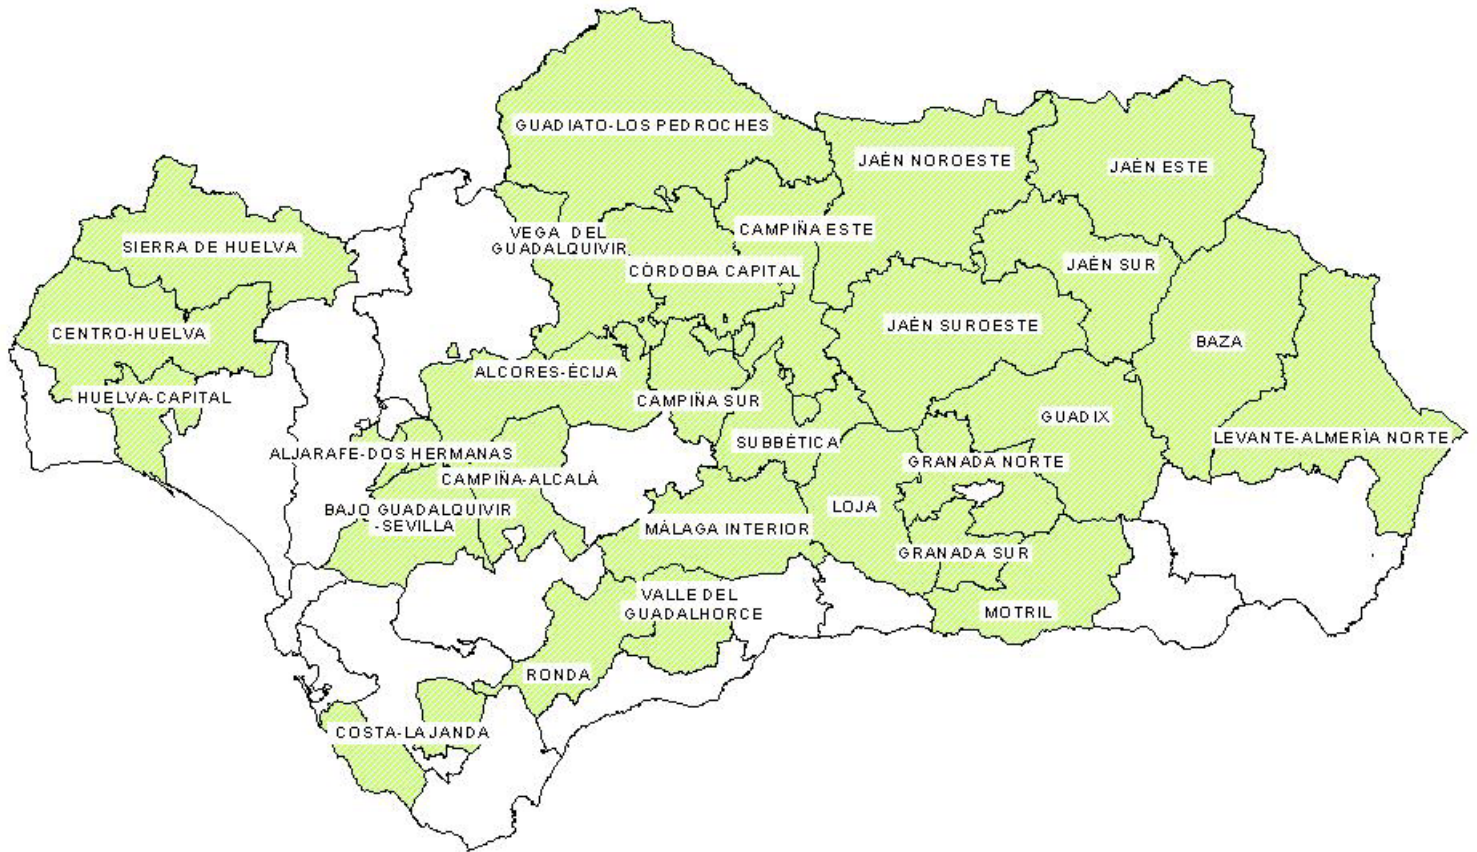 GUADIATO-LOS PEDROCHES
JAÉN NOROESTE
JAÉN ESTE
SIERRA DE HUELVA
VEGA DEL
GUADALQUIVIR
CAMPIÑA ESTE
CÓRDOBA CAPITAL
JAÉN SUR
CENTRO-HUELVA
JAÉN SUROESTE
BAZA
ALCORES-ÉCIJA
HUELVA-CAPITAL
CAMPIÑA SUR
GUADIX
SUBBÉTICA
LEVANTE-ALMERÍA NORTE
ALJARAFE-DOS HERMANAS
GRANADA NORTE
CAMPIÑA-ALCALÁ
BAJO GUADALQUIVIR
-SEVILLA
LOJA
MÁLAGA INTERIOR
GRANADA SUR
VALLE DEL
GUADALHORCE
MOTRIL
RONDA
COSTA-LA JANDA